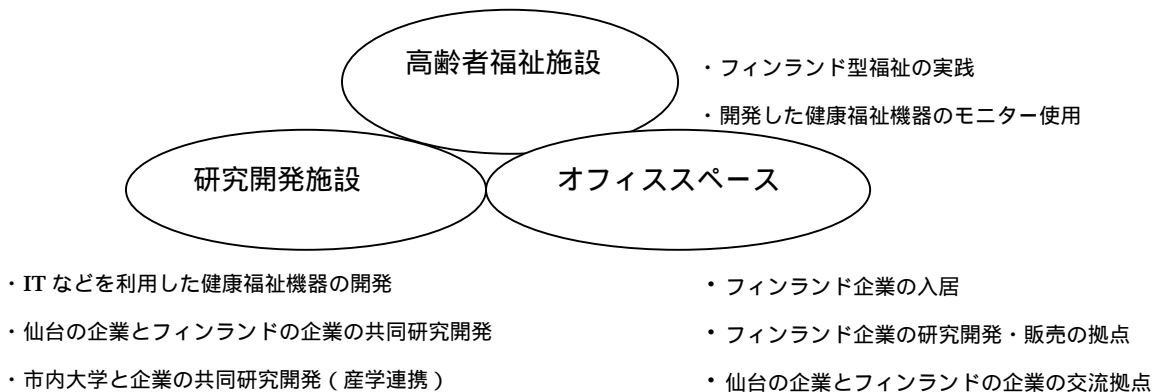 高齢者福祉施設
・フィンランド型福祉の実践
・開発した健康福祉機器のモニター使用
研究開発施設
オフィススペース
・IT などを利用した健康福祉機器の開発
・仙台の企業とフィンランドの企業の共同研究開発
・市内大学と企業の共同研究開発（産学連携）
・フィンランド企業の入居
・フィンランド企業の研究開発・販売の拠点
・仙台の企業とフィンランドの企業の交流拠点